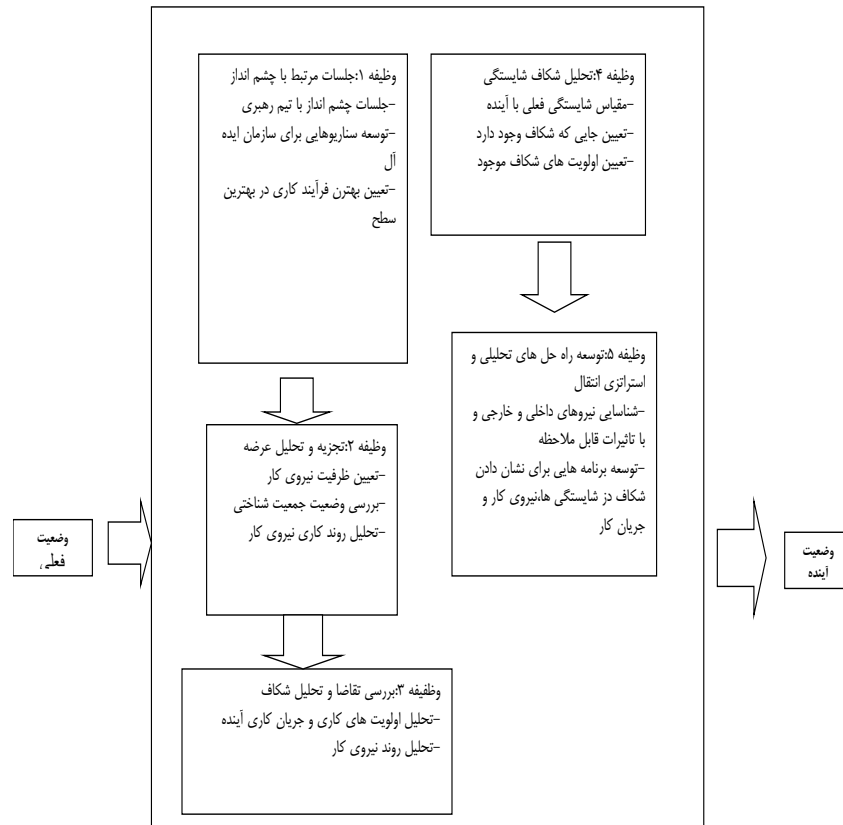 وظیفه ۱:جلسات مرتبط با چشم انداز
-جلسات چشم انداز با تیم رهبری
-توسعه سناریوهایی برای سازمان ایده
آل
-تعیین بهترن فرآیند کاری در بهترین
سطح
وظیفه ۲:تجزیه و تحلیل عرضه
-تعیین ظرفیت نیروی کار
-بررسی وضعیت جمعیت شناختی
-تحلیل روند کاری نیروی کار
وظفیفه ۳:بررسی تقاضا و تحلیل شکاف
-تحلیل اولویت های کاری و جریان کاری آینده
-تحلیل روند نیروی کار
وظیفه ۴:تحلیل شکاف شایستگی
-مقیاس شایستگی فعلی با آینده
-تعیین جایی که شکاف وجود دارد
-تعیین اولویت های شکاف موجود
وظیفه ۵:توسعه راه حل های تحلیلی و
استراتژی انتقال
-شناسایی نیروهای داخلی و خارجی و
با تاثیرات قابل ملاحظه
-توسعه برنامه هایی برای نشان دادن
شکاف دز شایستگی ها،نیروی کار و
جریان کار
وضعیت
فعلی
وضعیت
آینده